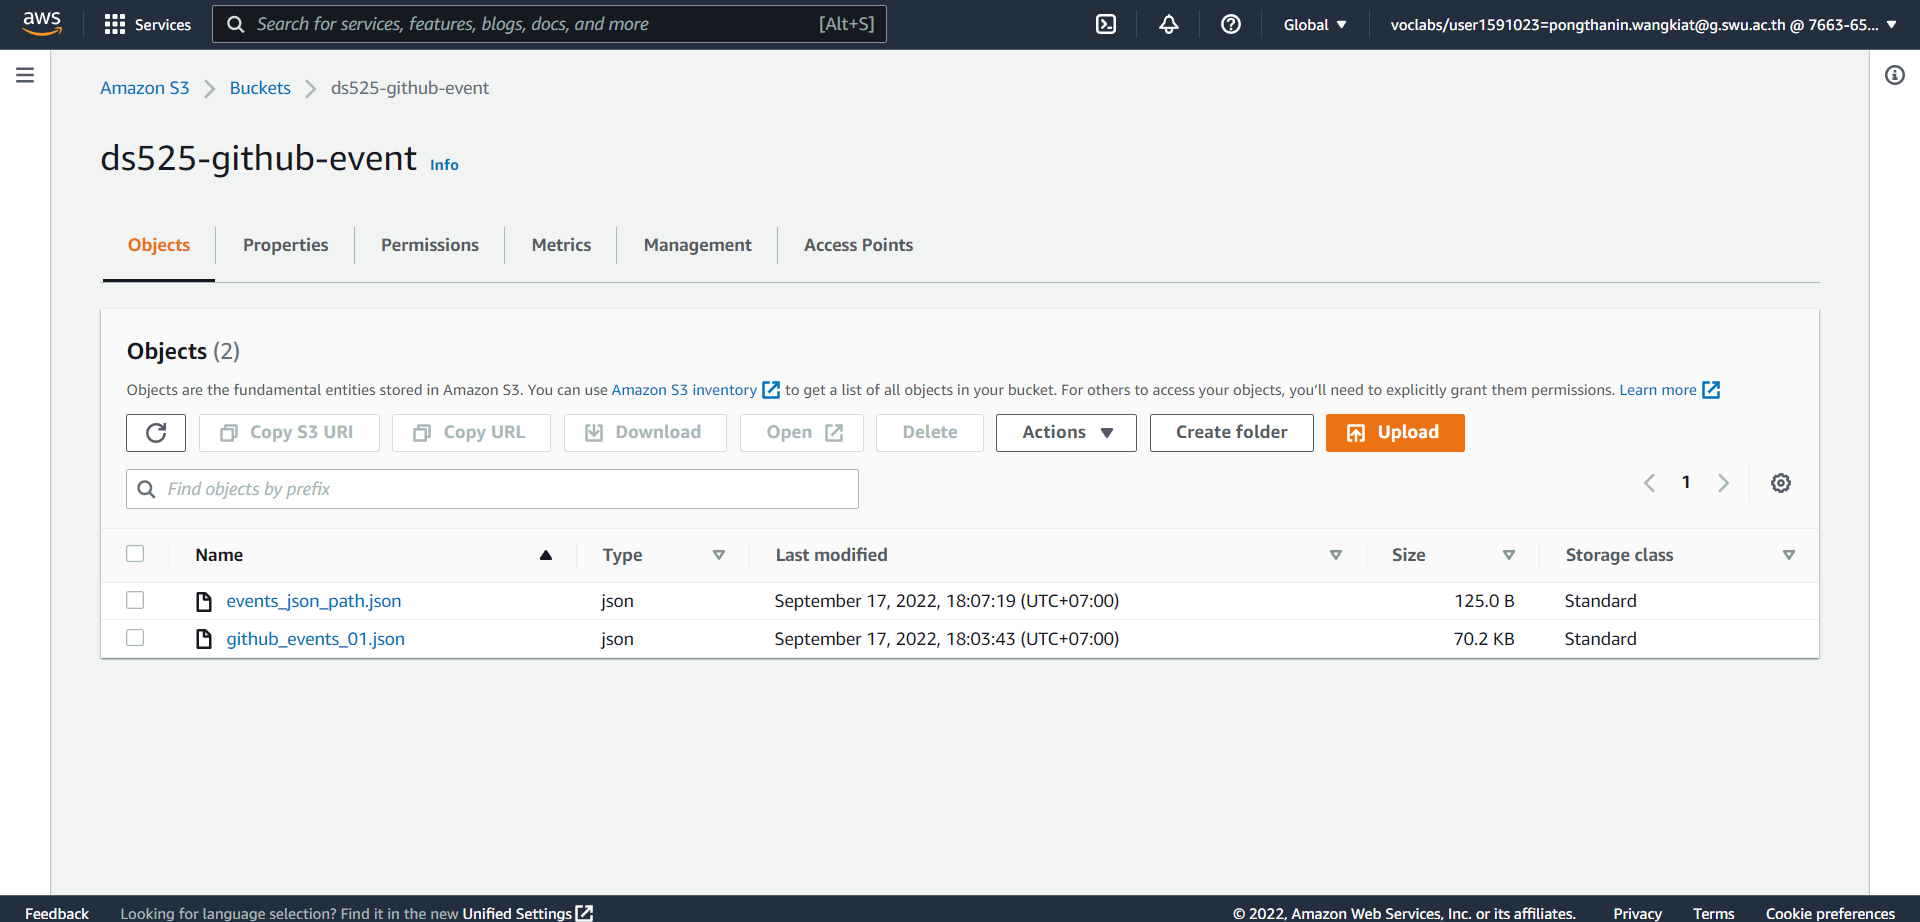 aws Services Search for services, features, blogs, docs, and more [Alt+S] Global voclabs/user1591023=pongthanin.wangkiat@g.swu.ac.th @ 7663-65...
Amazon S3 Buckets ds525-github-event
ds525-github-event Info
Objects Properties Permissions Metrics Management Access Points
Objects (2)
Objects are the fundamental entities stored in Amazon S3. You can use Amazon S3 inventory to get a list of all objects in your bucket. For others to access your objects, you'll need to explicitly grant them permissions. Learn more
Copy S3 URI Copy URL Download Open Delete Actions Create folder Upload
Find objects by prefix 1
Name Type Last modified Size Storage class
events_json_path.json json September 17, 2022, 18:07:19 (UTC+07:00) 125.0 B Standard
github_events_01.json json September 17, 2022, 18:03:43 (UTC+07:00) 70.2 KB Standard
Feedback Looking for language selection? Find it in the new Unified Settings © 2022, Amazon Web Services, Inc. or its affiliates. Privacy Terms Cookie preferences